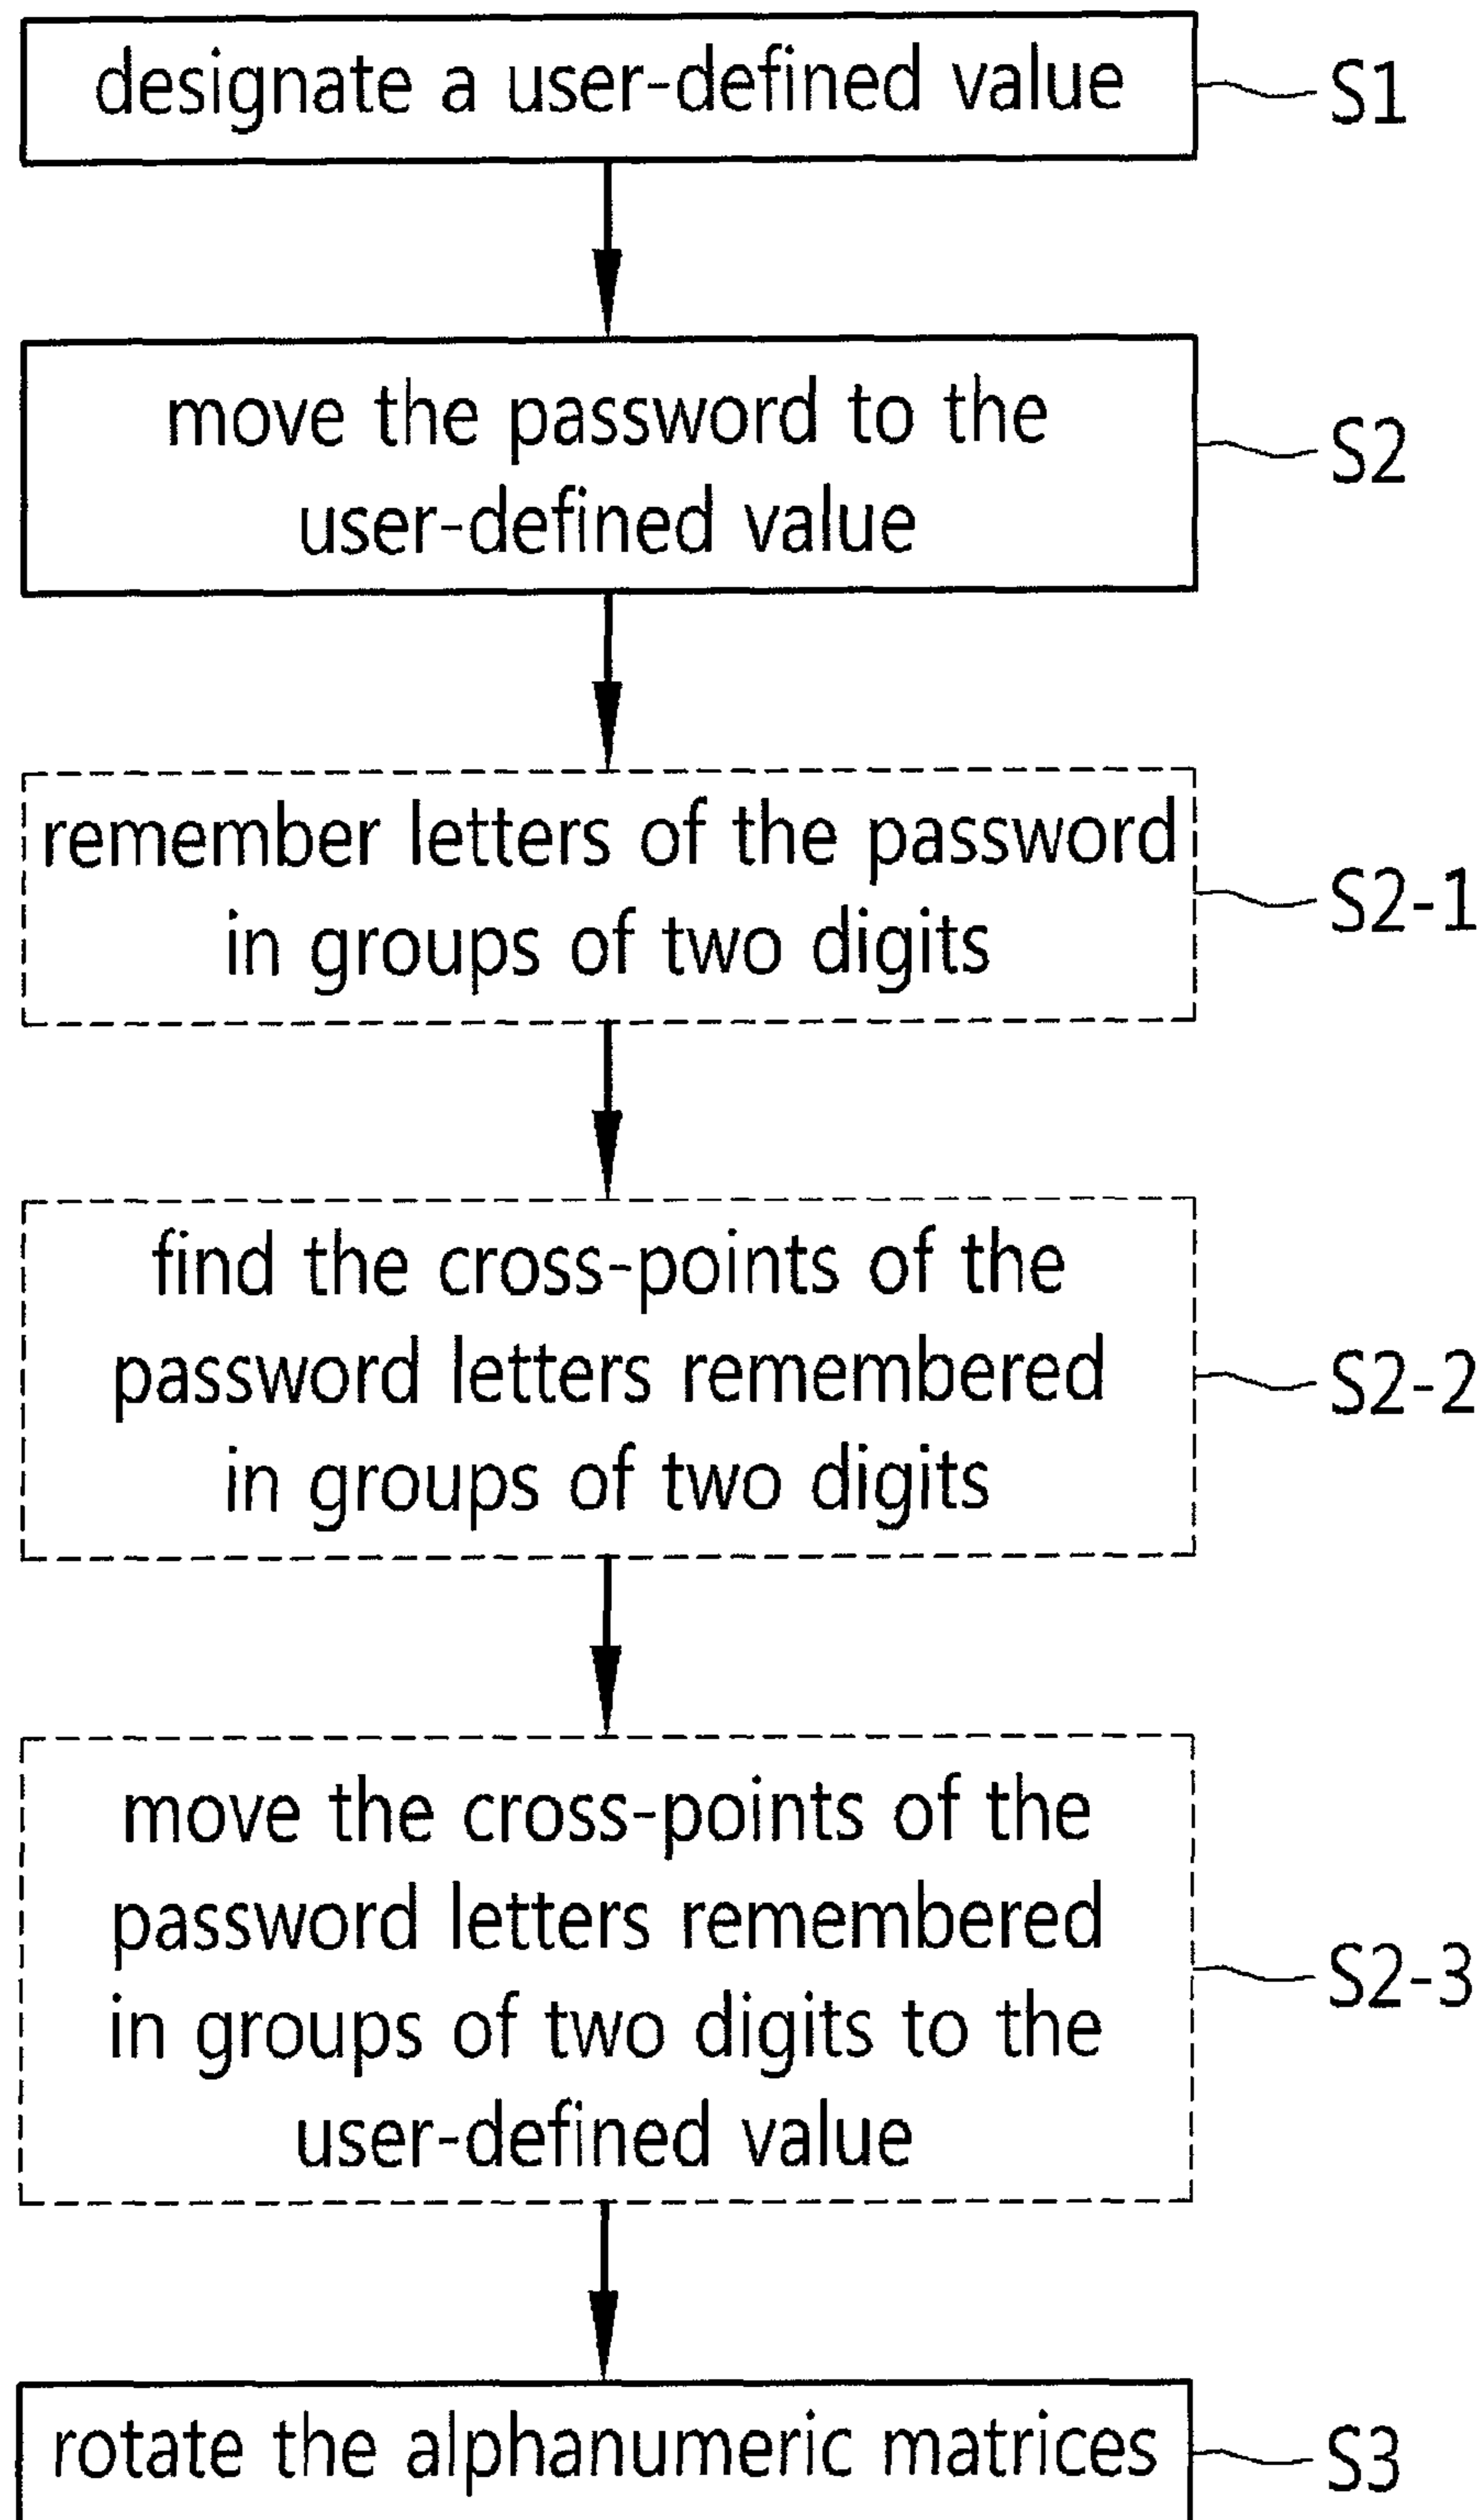 designate a user-defined value
S1
move the password to the
user-defined value
S2
remember letters of the password
in groups of two digits
S2-1
find the cross-points of the
password letters remembered
in groups of two digits
S2-2
move the cross-points of the
password letters remembered
in groups of two digits to the
user-defined value
S2-3
rotate the alphanumeric matrices
S3